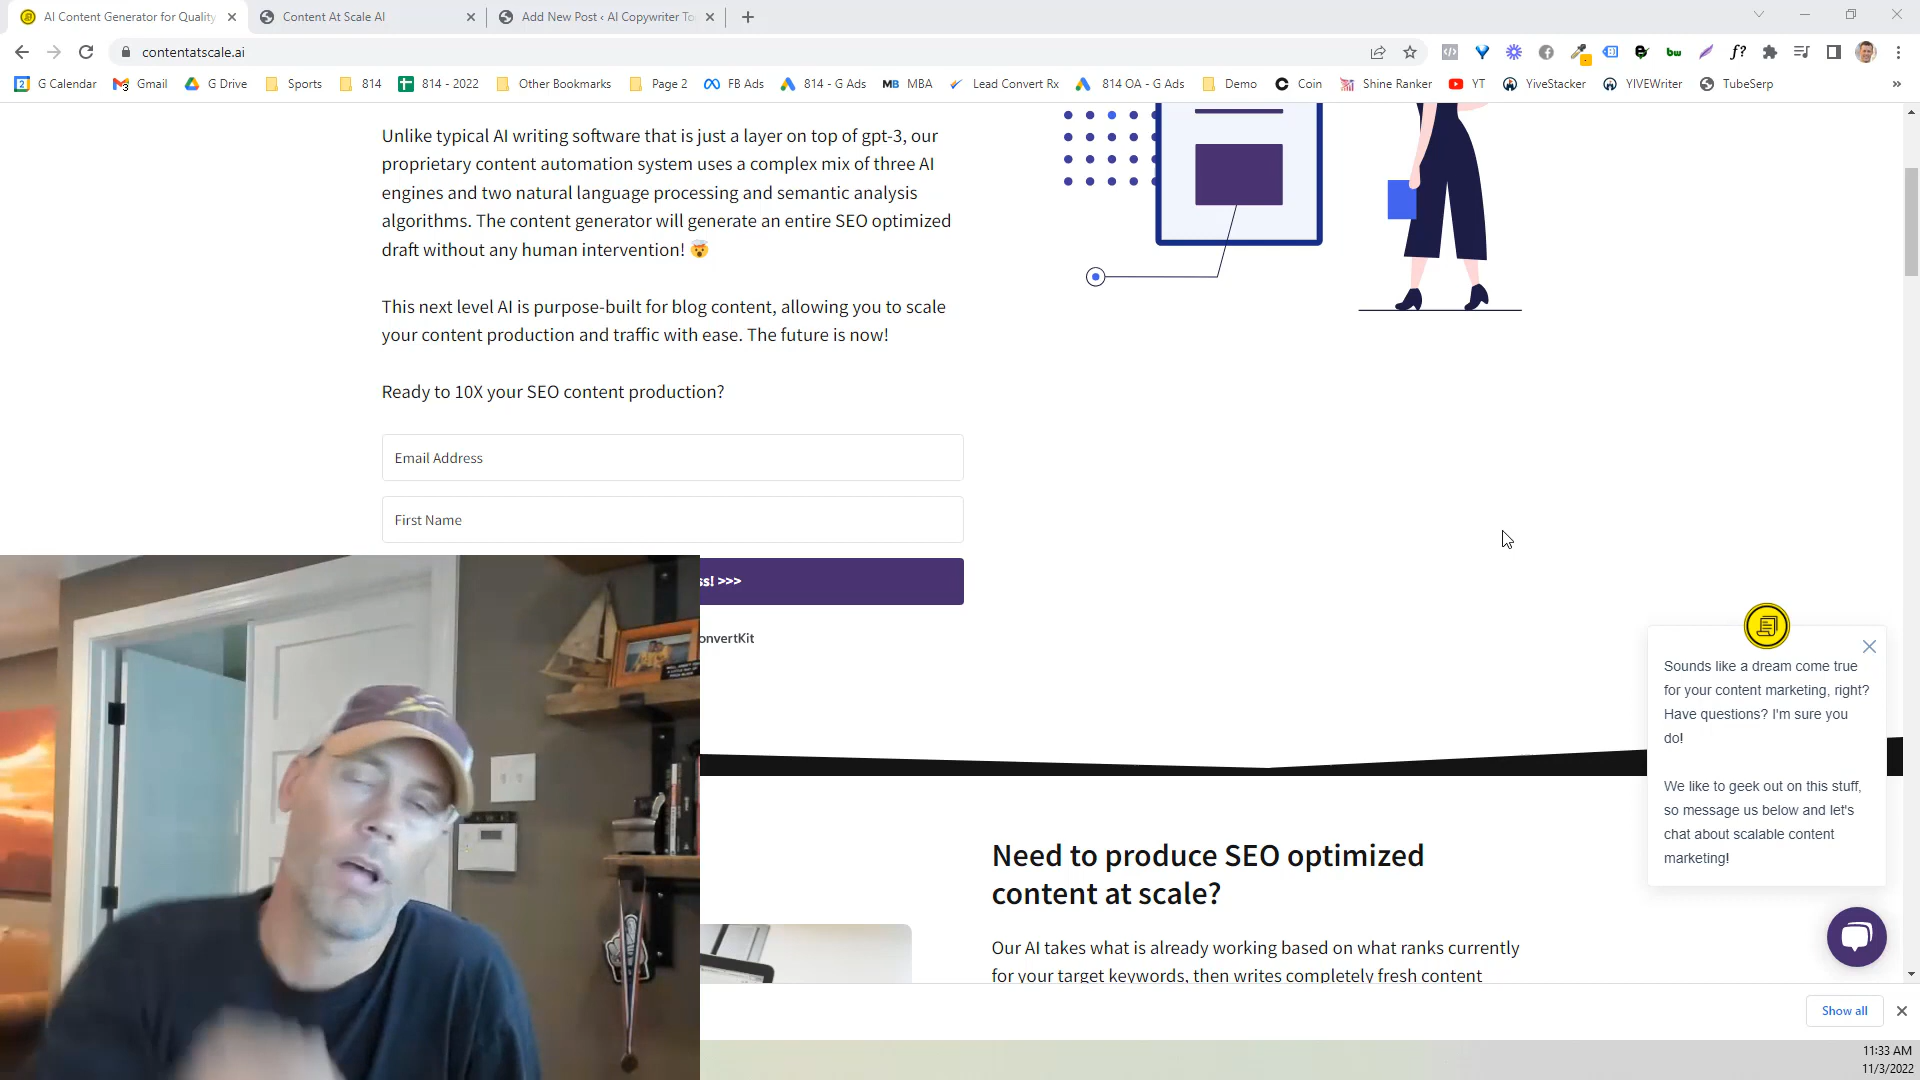 AI Content Generator for Quality
Content At Scale AI
Add New Post ‹ AI Copywriter To
contentatscale.ai
G Calendar
Gmail
G Drive
Sports
814
814 - 2022
Other Bookmarks
Page 2
FB Ads
814 - G Ads
MB MBA
Lead Convert Rx
814 OA - G Ads
Demo
Coin
Shine Ranker
YT
YiveStacker
YIVEWriter
TubeSerp
»
Unlike typical AI writing software that is just a layer on top of gpt-3, our
proprietary content automation system uses a complex mix of three AI
engines and two natural language processing and semantic analysis
algorithms. The content generator will generate an entire SEO optimized
draft without any human intervention! 🤯
This next level AI is purpose-built for blog content, allowing you to scale
your content production and traffic with ease. The future is now!
Ready to 10X your SEO content production?
Email Address
First Name
ss! >>>
onvertKit
Sounds like a dream come true
for your content marketing, right?
Have questions? I'm sure you
do!
We like to geek out on this stuff,
so message us below and let's
chat about scalable content
marketing!
Need to produce SEO optimized
content at scale?
Our AI takes what is already working based on what ranks currently
for your target keywords, then writes completely fresh content
Show all
11:33 AM
11/3/2022